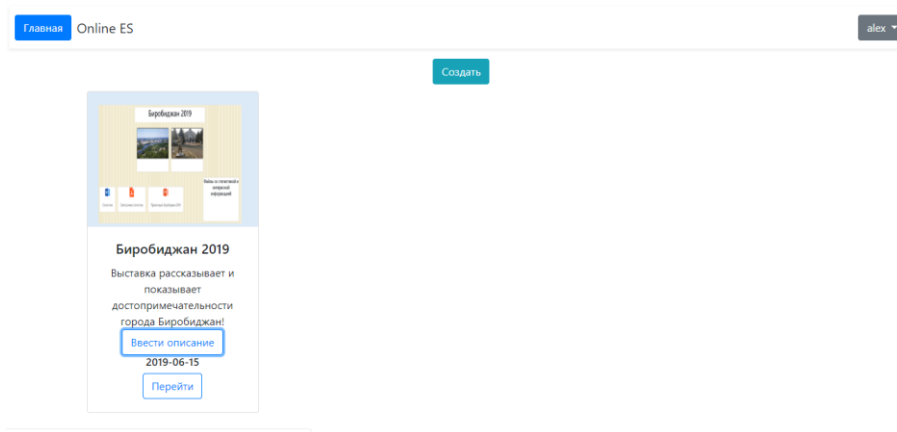 Главная Online ES alex
Создать
Биробиджан 2019
Биробиджан 2019
Выставка рассказывает и
показывает
достопримечательности
города Биробиджан!
Ввести описание
2019-06-15
Перейти